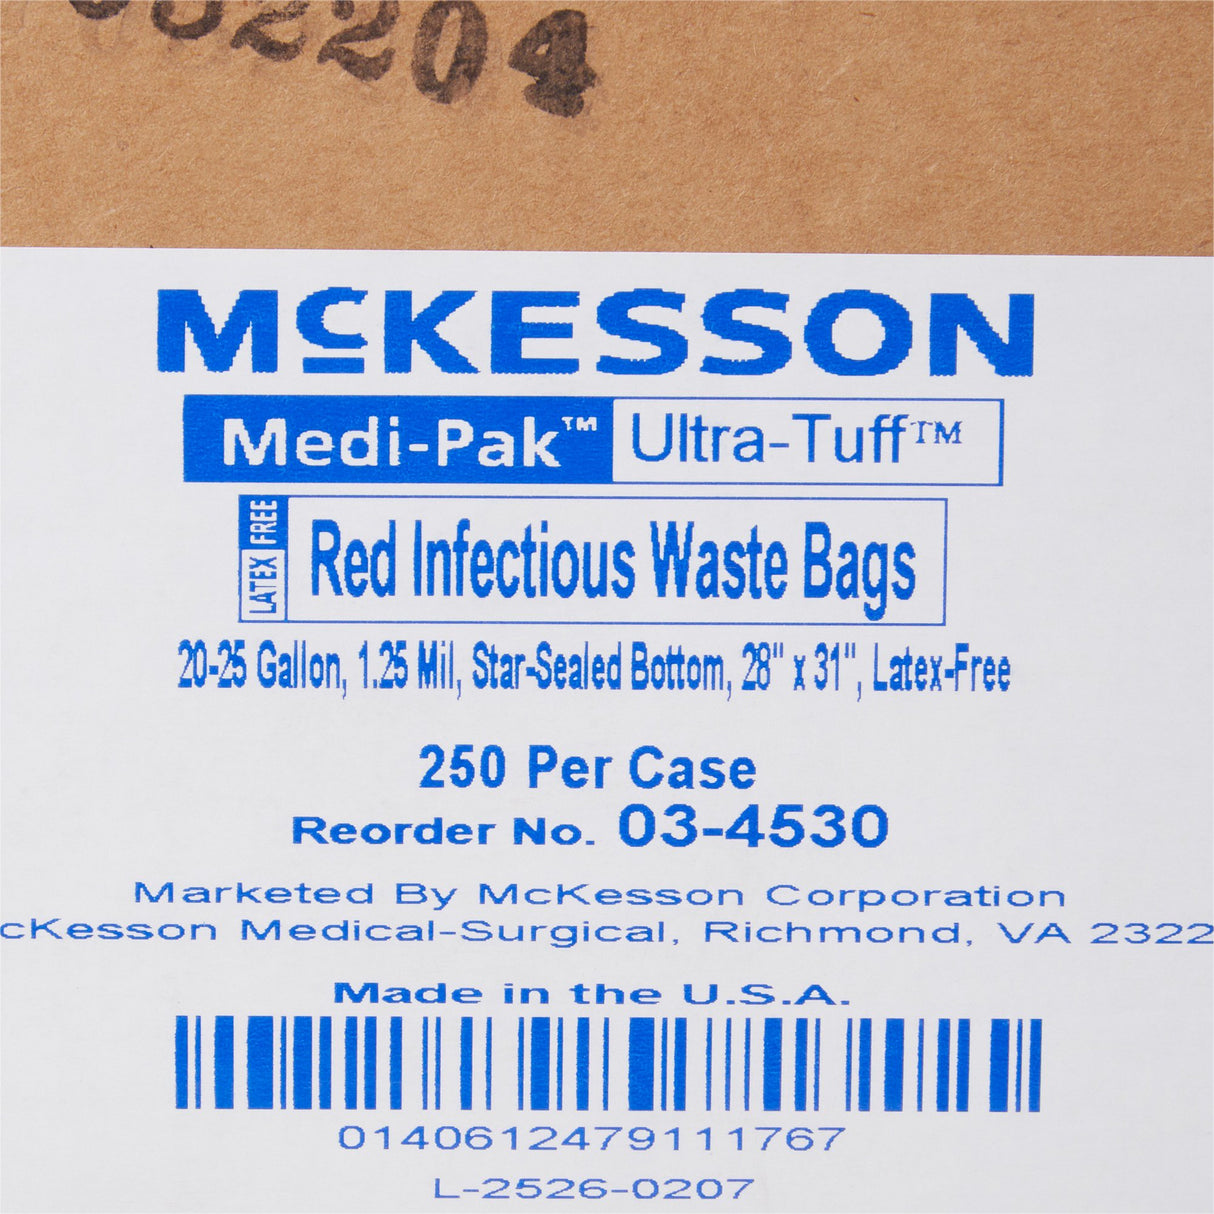 2204
McKESSON
Medi-Pak™ Ultra-Tuff™
LATEX FREE
Red Infectious Waste Bags
20-25 Gallon, 1.25 Mil, Star-Sealed Bottom, 28" x 31", Latex-Free
250 Per Case
Reorder No. 03-4530
Marketed By McKesson Corporation
cKesson Medical-Surgical, Richmond, VA 2322
Made in the U.S.A.
01406124791117​67
L-2526-0207